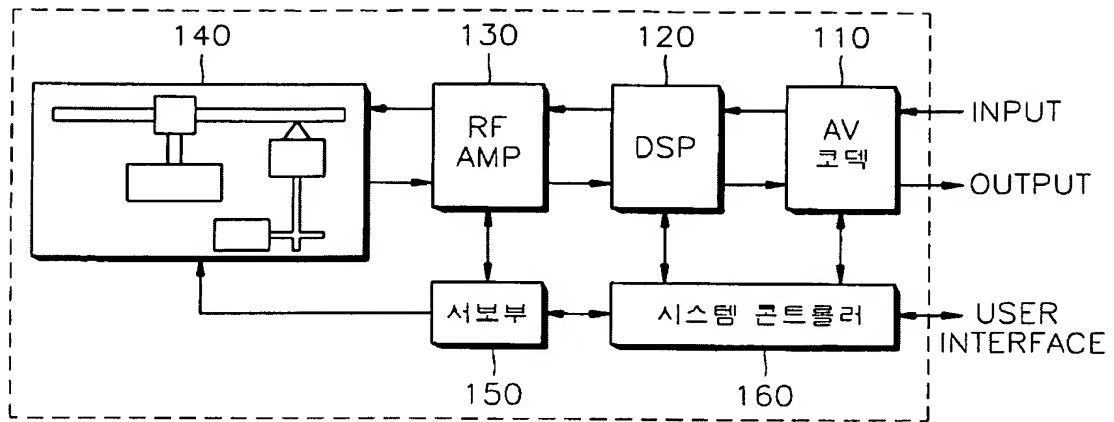 140
130
120
110
RF
AMP
DSP
AV
코덱
INPUT
OUTPUT
서보부
시스템 콘트롤러
USER
INTERFACE
150
160